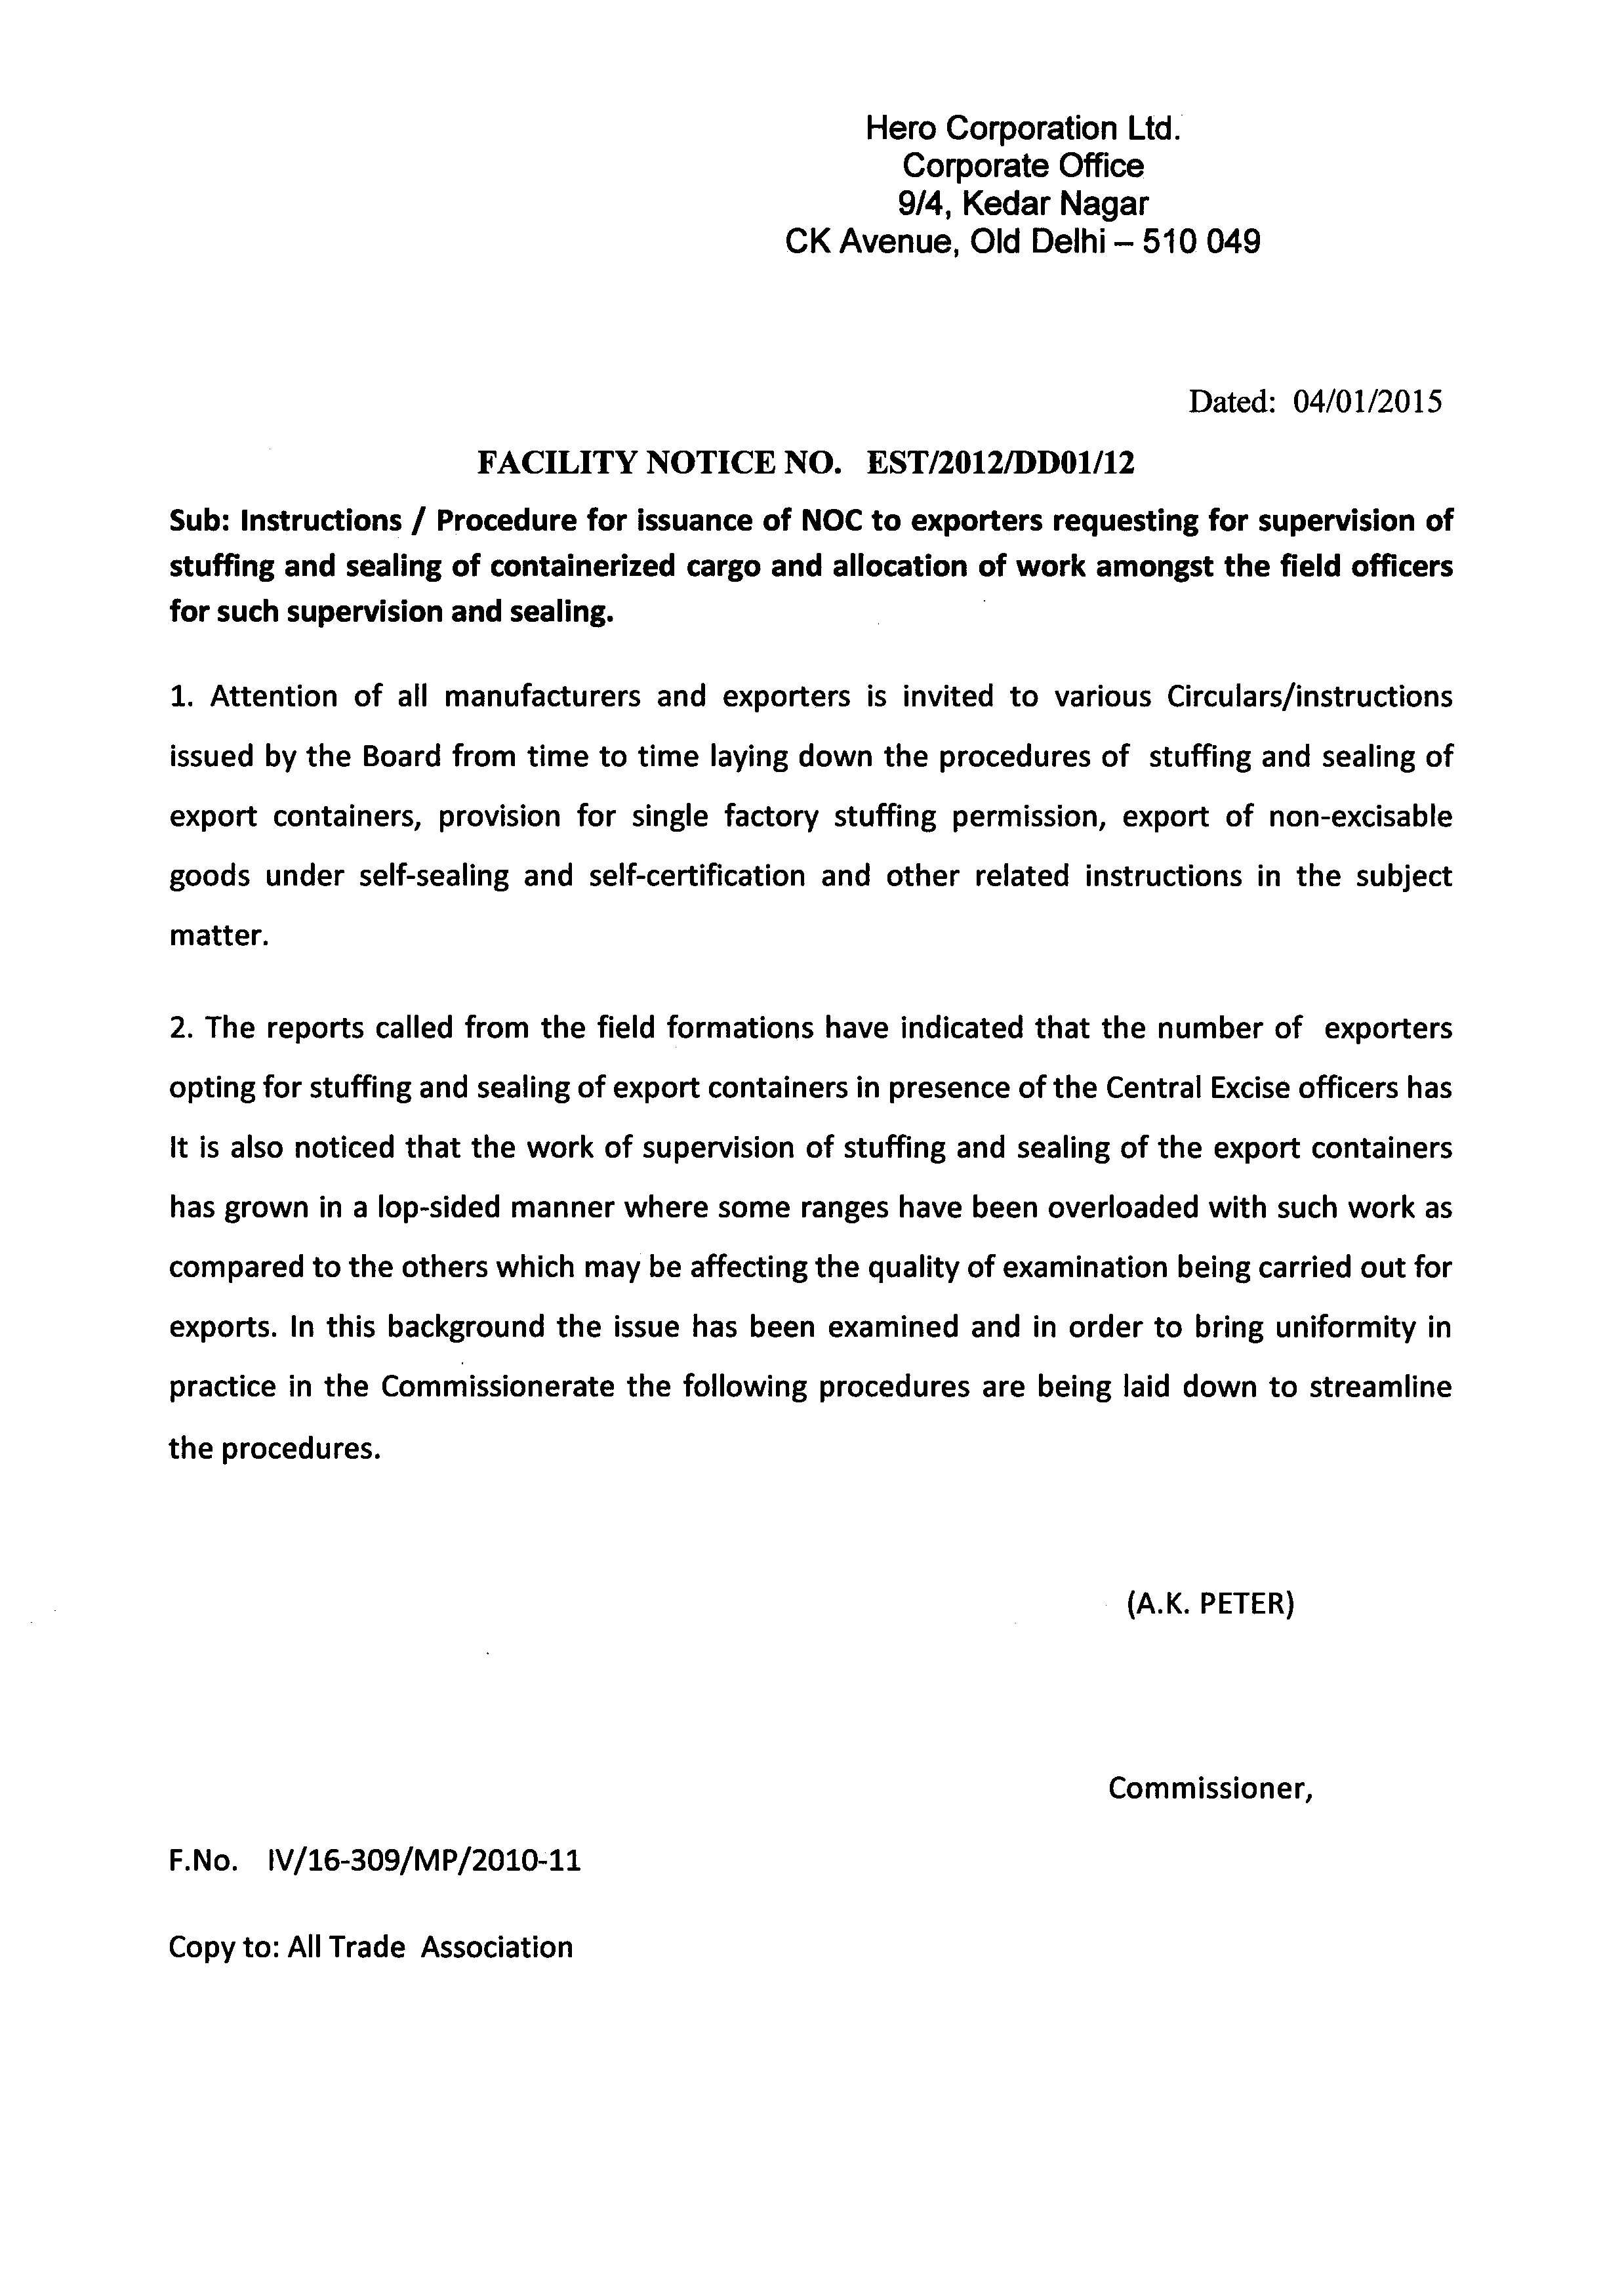 Hero Corporation Ltd.
Corporate Office
9/4, Kedar Nagar
CK Avenue, Old Delhi – 510 049
Dated: 04/01/2015
FACILITY NOTICE NO. EST/2012/DD01/12
Sub: Instructions / Procedure for issuance of NOC to exporters requesting for supervision of
stuffing and sealing of containerized cargo and allocation of work amongst the field officers
for such supervision and sealing.
1. Attention of all manufacturers and exporters is invited to various Circulars/instructions
issued by the Board from time to time laying down the procedures of stuffing and sealing of
export containers, provision for single factory stuffing permission, export of non-excisable
goods under self-sealing and self-certification and other related instructions in the subject
matter.
2. The reports called from the field formations have indicated that the number of exporters
opting for stuffing and sealing of export containers in presence of the Central Excise officers has
It is also noticed that the work of supervision of stuffing and sealing of the export containers
has grown in a lop-sided manner where some ranges have been overloaded with such work as
compared to the others which may be affecting the quality of examination being carried out for
exports. In this background the issue has been examined and in order to bring uniformity in
practice in the Commissionerate the following procedures are being laid down to streamline
the procedures.
(A.K. PETER)
Commissioner,
F.No. IV/16-309/MP/2010-11
Copy to: All Trade Association